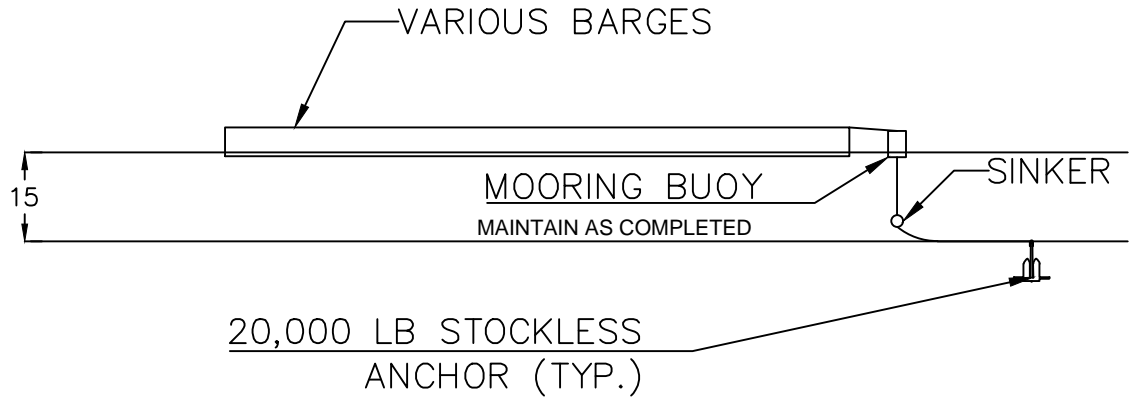 VARIOUS BARGES
15
MOORING BUOY
SINKER
MAINTAIN AS COMPLETED
20,000 LB STOCKLESS
ANCHOR (TYP.)